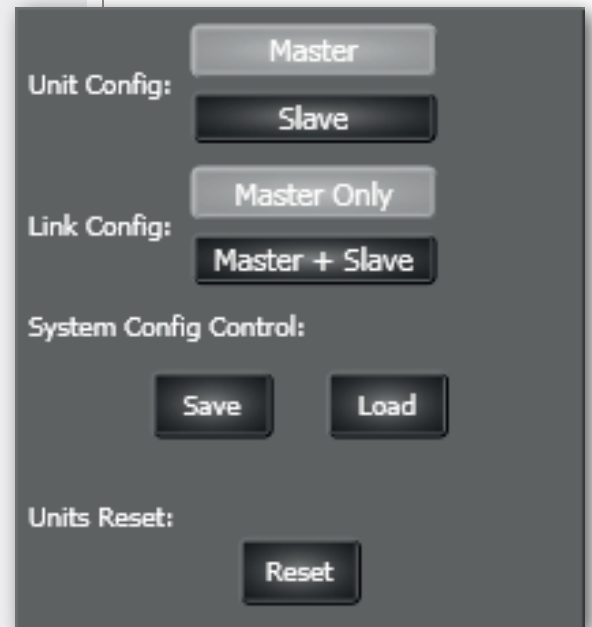 Master
Unit Config:
Slave
Master Only
Link Config:
Master + Slave
System Config Control:
Save Load
Units Reset:
Reset